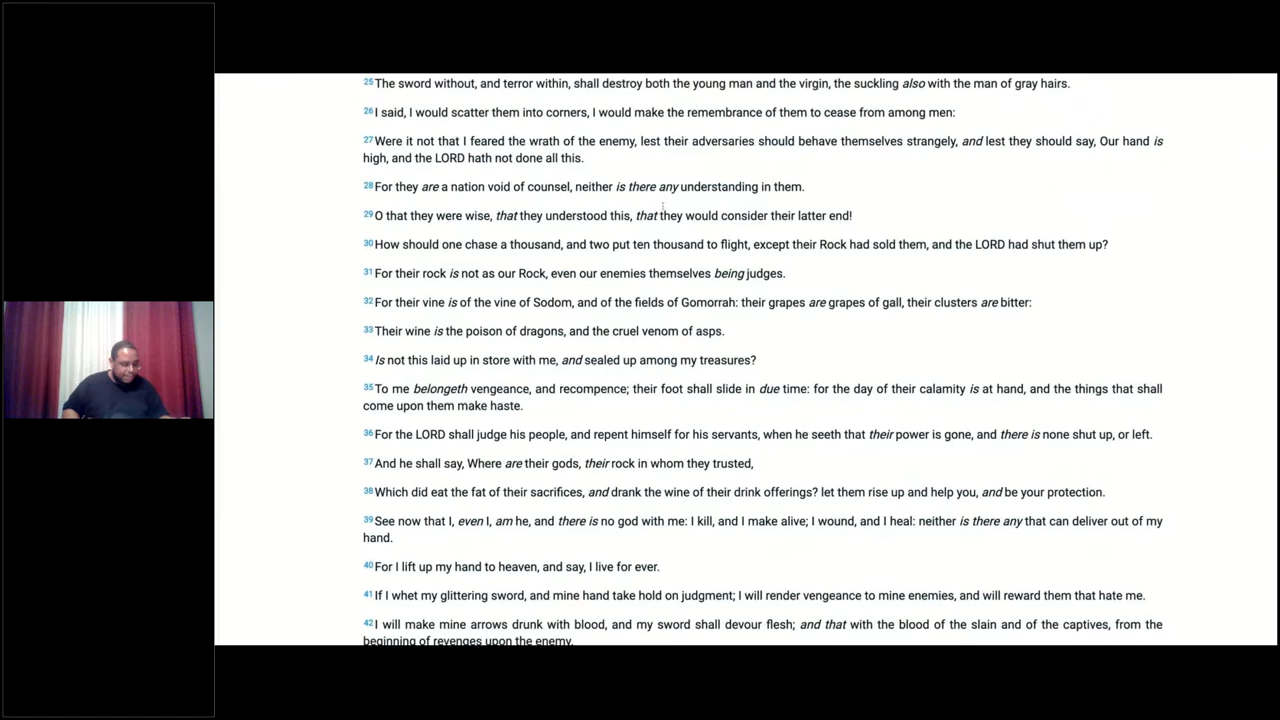 25 The sword without, and terror within, shall destroy both the young man and the virgin, the suckling also with the man of gray hairs.
26 I said, I would scatter them into corners, I would make the remembrance of them to cease from among men:
27 Were it not that I feared the wrath of the enemy, lest their adversaries should behave themselves strangely, and lest they should say, Our hand is
high, and the LORD hath not done all this.
28 For they are a nation void of counsel, neither is there any understanding in them.
29 O that they were wise, that they understood this, that they would consider their latter end!
30 How should one chase a thousand, and two put ten thousand to flight, except their Rock had sold them, and the LORD had shut them up?
31 For their rock is not as our Rock, even our enemies themselves being judges.
32 For their vine is of the vine of Sodom, and of the fields of Gomorrah: their grapes are grapes of gall, their clusters are bitter:
33 Their wine is the poison of dragons, and the cruel venom of asps.
34 Is not this laid up in store with me, and sealed up among my treasures?
35 To me belongeth vengeance, and recompence; their foot shall slide in due time: for the day of their calamity is at hand, and the things that shall
come upon them make haste.
36 For the LORD shall judge his people, and repent himself for his servants, when he seeth that their power is gone, and there is none shut up, or left.
37 And he shall say, Where are their gods, their rock in whom they trusted,
38 Which did eat the fat of their sacrifices, and drank the wine of their drink offerings? let them rise up and help you, and be your protection.
39 See now that I, even I, am he, and there is no god with me: I kill, and I make alive; I wound, and I heal: neither is there any that can deliver out of my
hand.
40 For I lift up my hand to heaven, and say, I live for ever.
41 If I whet my glittering sword, and mine hand take hold on judgment; I will render vengeance to mine enemies, and will reward them that hate me.
42 I will make mine arrows drunk with blood, and my sword shall devour flesh; and that with the blood of the slain and of the captives, from the
beginning of revenges upon the enemy.